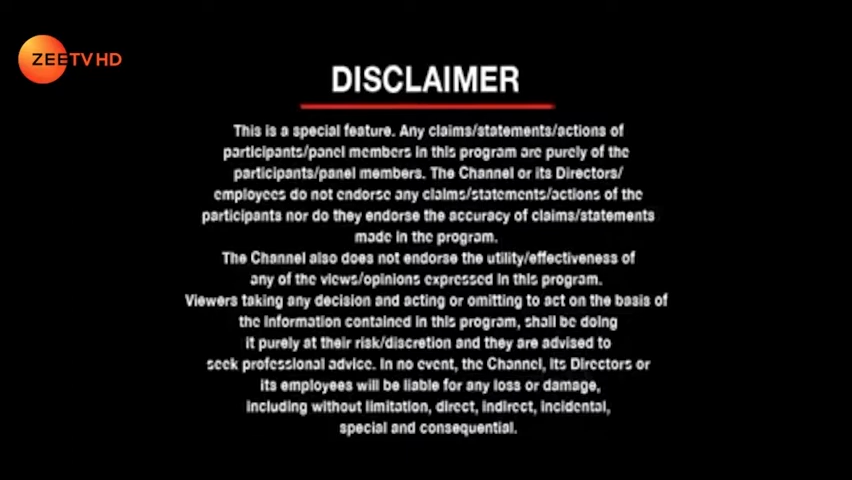 ZEETVHD
DISCLAIMER
This is a special feature. Any claims/statements/actions of
participants/panel members in this program are purely of the
participants/panel members. The Channel or its Directors/
employees do not endorse any claims/statements/actions of the
participants nor do they endorse the accuracy of claims/statements
made in the program.
The Channel also does not endorse the utility/effectiveness of
any of the views/opinions expressed in this program.
Viewers taking any decision and acting or omitting to act on the basis of
the information contained in this program, shall be doing
it purely at their risk/discretion and they are advised to
seek professional advice. In no event, the Channel, its Directors or
its employees will be liable for any loss or damage,
including without limitation, direct, indirect, incidental,
special and consequential.